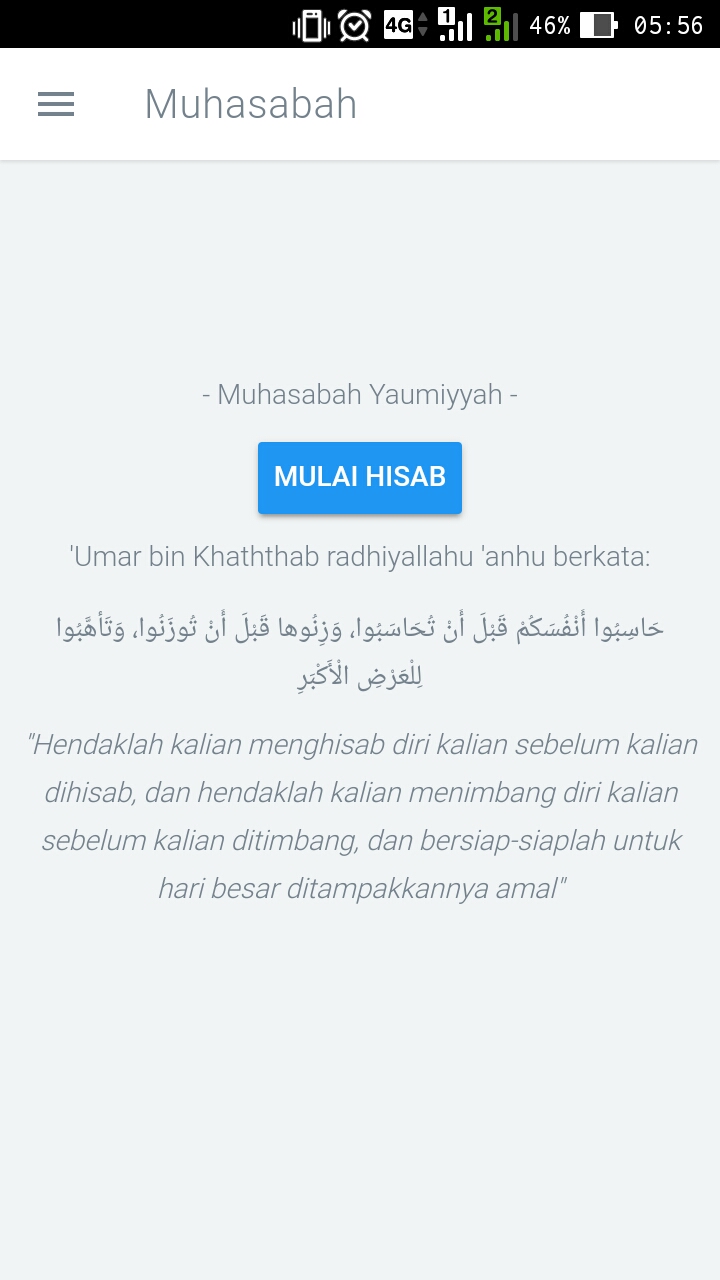 4G 1 2 46% 05:56
Muhasabah
- Muhasabah Yaumiyyah -
MULAI HISAB
'Umar bin Khaththab radhiyallahu 'anhu berkata:
حَاسِبُوا أَنْفُسَكُمْ قَبْلَ أَنْ تُحَاسَبُوا، وَزِنُوها قَبْلَ أَنْ تُوزَنُوا، وَتَأهَّبُوا
لِلْعَرْضِ الْأَكْبَرِ
"Hendaklah kalian menghisab diri kalian sebelum kalian
dihisab, dan hendaklah kalian menimbang diri kalian
sebelum kalian ditimbang, dan bersiap-siaplah untuk
hari besar ditampakkannya amal"